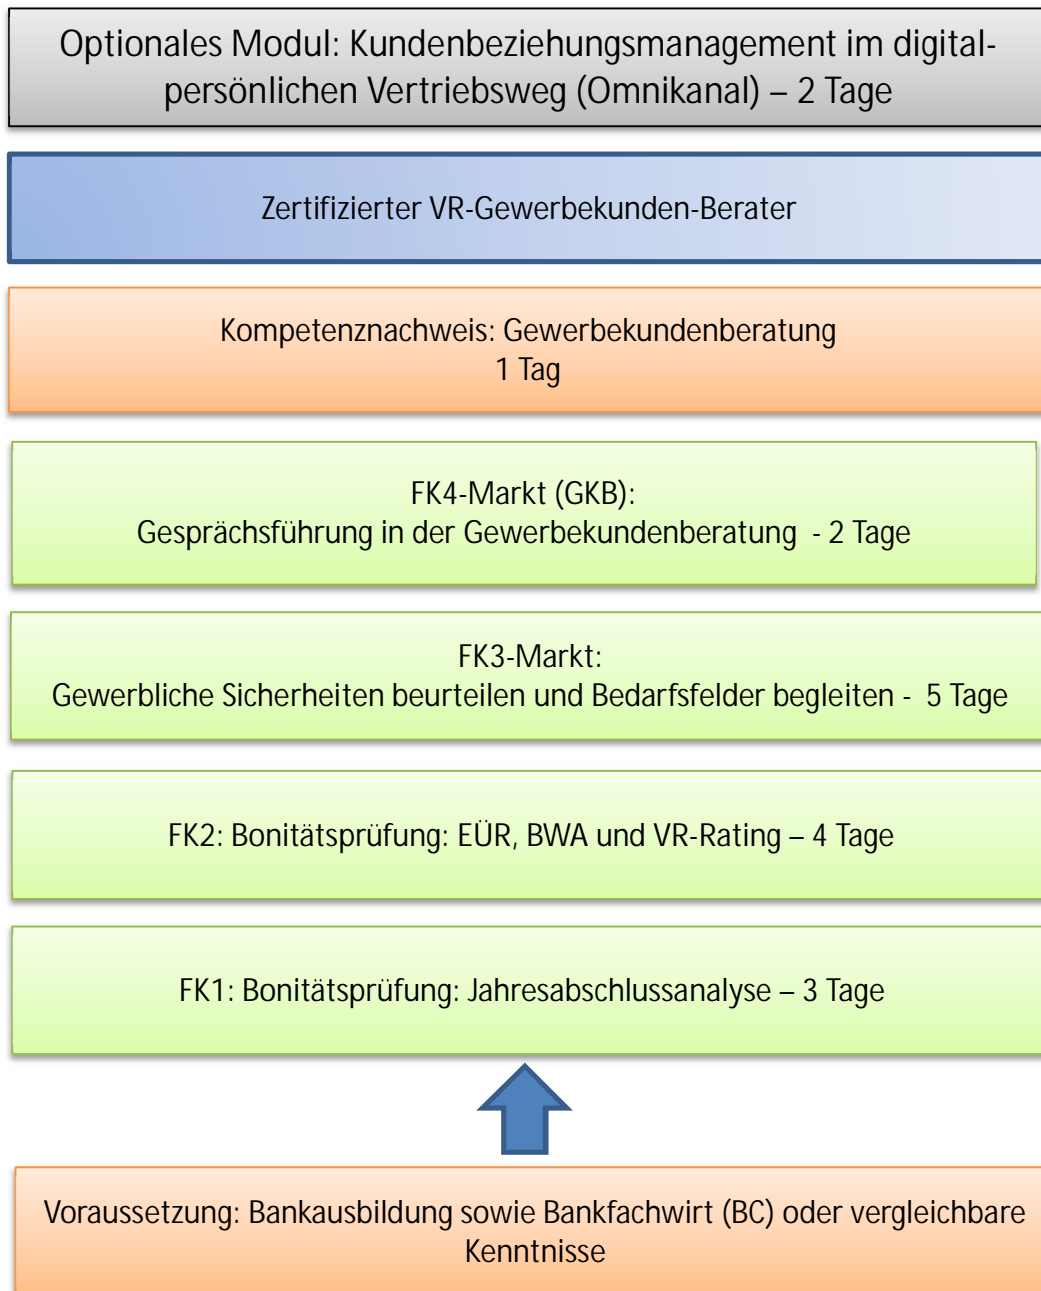 Optionales Modul: Kundenbeziehungsmanagement im digital-
persönlichen Vertriebsweg (Omnikanal) – 2 Tage
Zertifizierter VR-Gewerbekunden-Berater
Kompetenznachweis: Gewerbekundenberatung
1 Tag
FK4-Markt (GKB):
Gesprächsführung in der Gewerbekundenberatung - 2 Tage
FK3-Markt:
Gewerbliche Sicherheiten beurteilen und Bedarfsfelder begleiten - 5 Tage
FK2: Bonitätsprüfung: EÜR, BWA und VR-Rating – 4 Tage
FK1: Bonitätsprüfung: Jahresabschlussanalyse – 3 Tage
Voraussetzung: Bankausbildung sowie Bankfachwirt (BC) oder vergleichbare
Kenntnisse